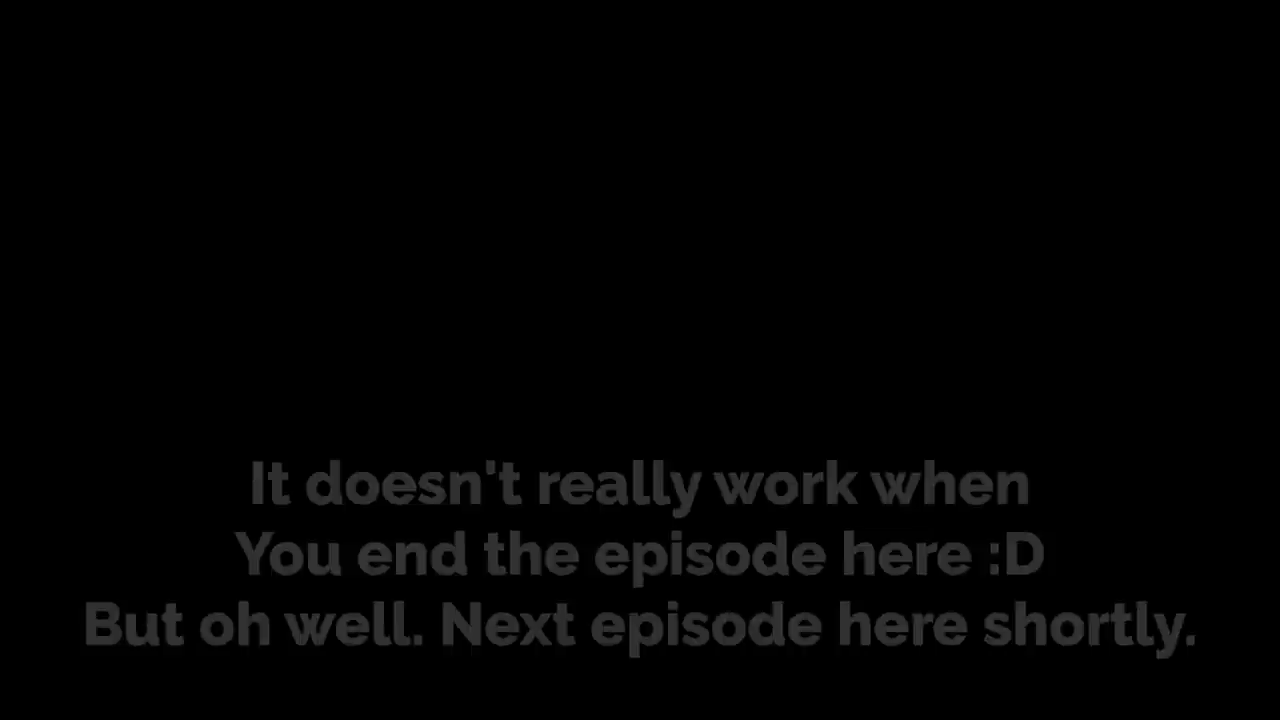 It doesn't really work when
You end the episode here :D
But oh well. Next episode here shortly.